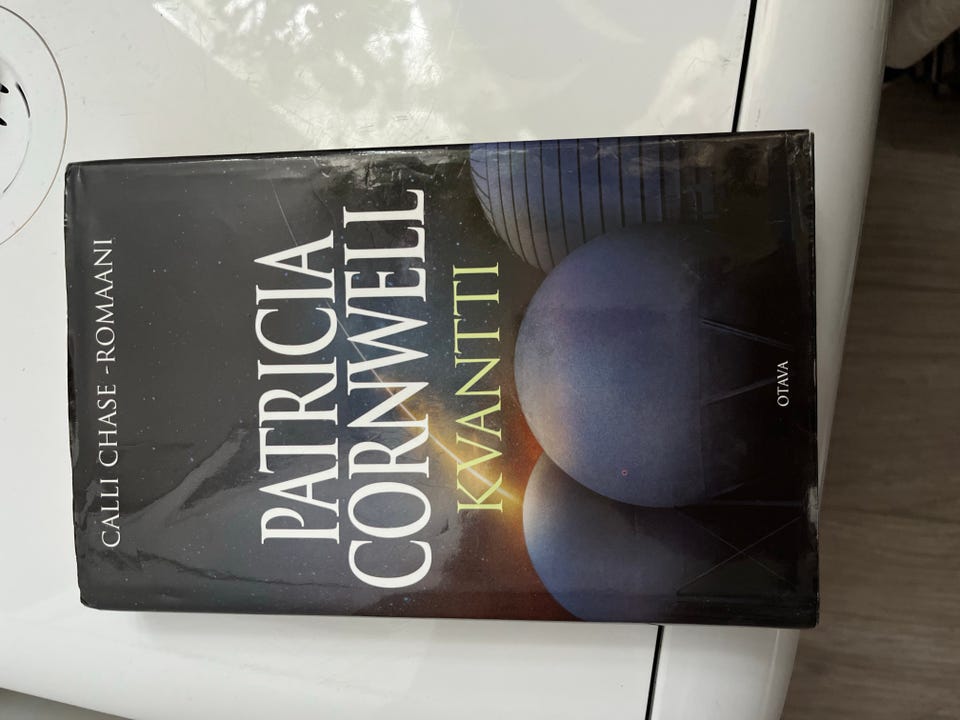 CALLI CHASE -ROMAANI
PATRICIA
CORNWELL
KVANTTI
OTAVA